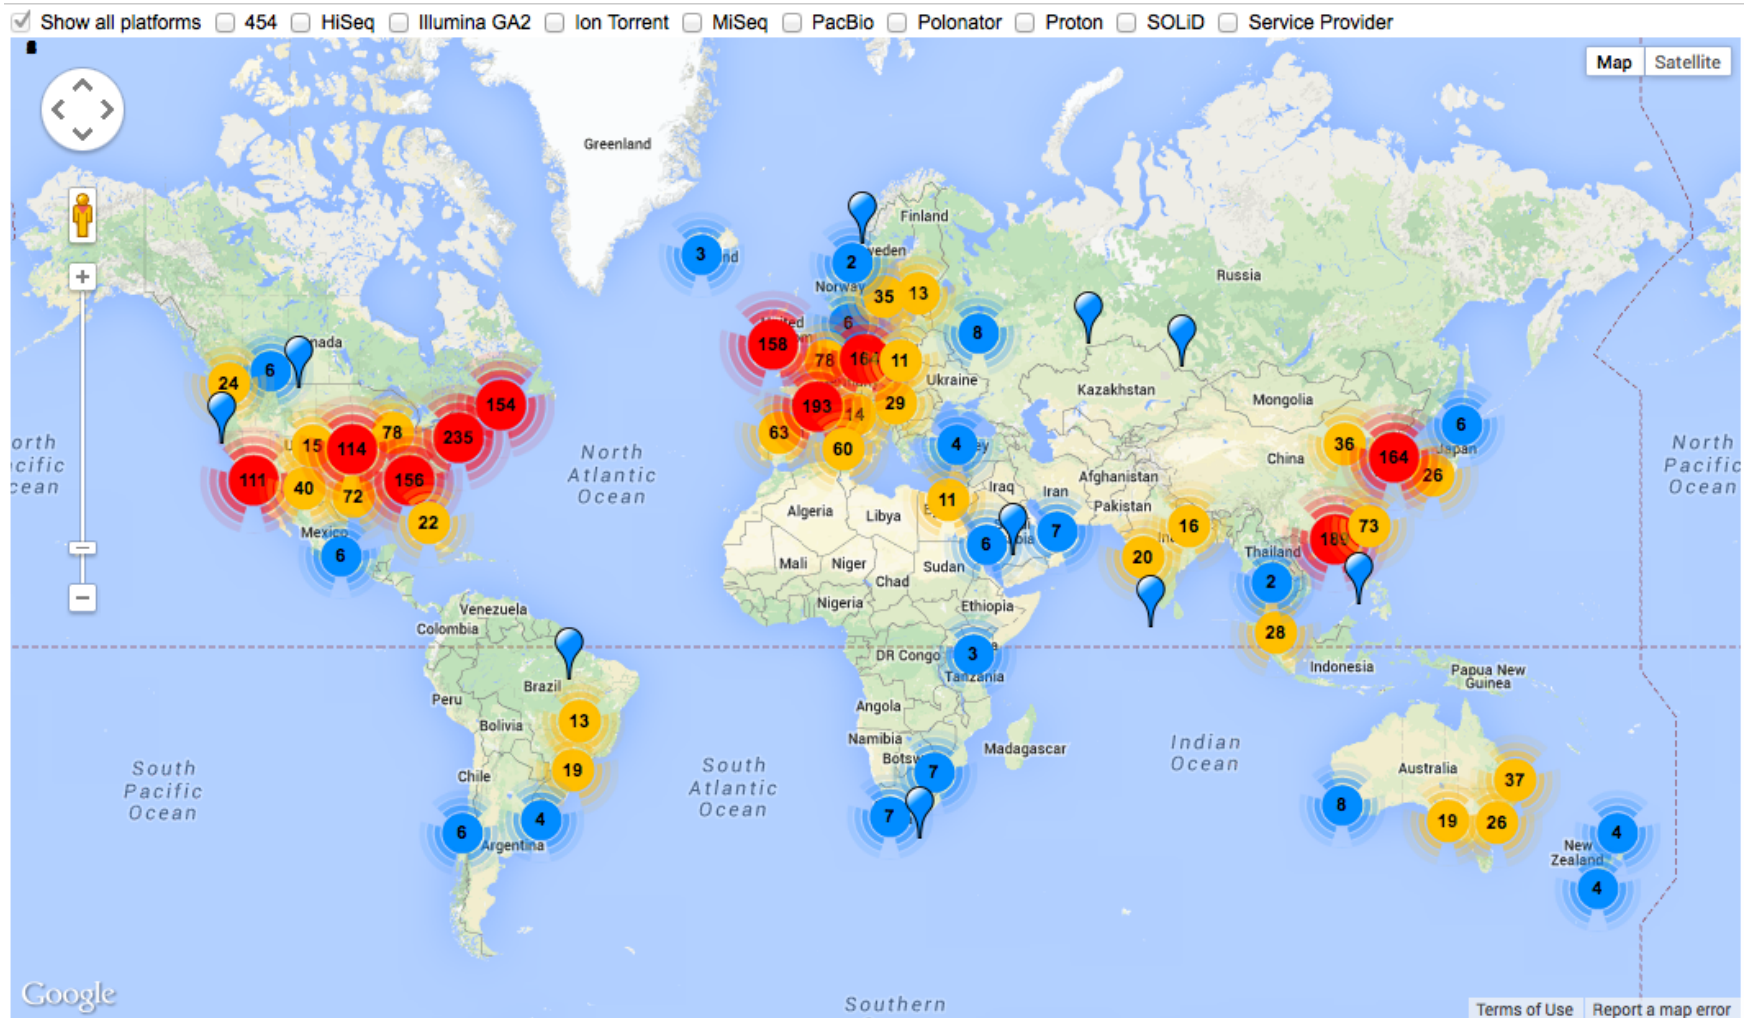 Show all platforms 454 HiSeq Illumina GA2 Ion Torrent MiSeq PacBio Polonator Proton SOLiD Service Provider
Map Satellite
Greenland
Finland
3
2
Norway
35
13
Russia
6
8
158
78
11
24
6
Ukraine
Kazakhstan
Mongolia
154
193
14
29
63
60
4
6
Japan
78
235
15
114
111
40
72
156
22
36
164
26
China
North
Atlantic
Ocean
North
Pacific
Ocean
Afghanistan
Iraq
Iran
Pakistan
Algeria
Libya
11
16
73
Mexico
6
6
7
20
Thailand
2
Mali
Niger
Sudan
Chad
Nigeria
Ethiopia
Venezuela
Colombia
28
DR Congo
3
Tanzania
Indonesia
Papua New
Guinea
Brazil
Peru
13
Bolivia
Angola
Namibia
Madagascar
Indian
Ocean
South
Pacific
Ocean
South
Atlantic
Ocean
Chile
19
7
7
Australia
37
8
19
26
6
4
Argentina
4
New
Zealand
4
Google
Southern
Terms of Use Report a map error